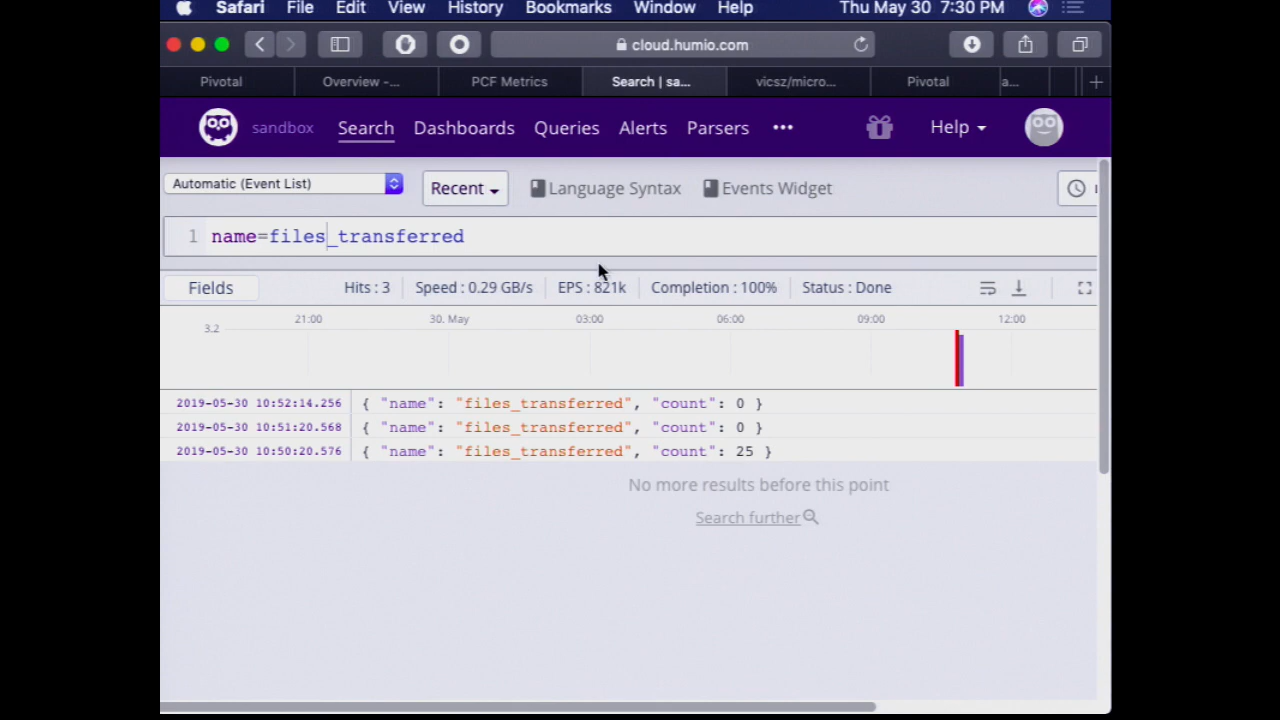 Safari File Edit View History Bookmarks Window Help Thu May 30 7:30 PM
cloud.humio.com
Pivotal Overview -... PCF Metrics Search | sa... vicsz/micro... Pivotal a...
sandbox Search Dashboards Queries Alerts Parsers ••• Help
Automatic (Event List) Recent Language Syntax Events Widget
1 name=files_transferred
Fields Hits : 3 Speed : 0.29 GB/s EPS : 821k Completion : 100% Status : Done
21:00 30. May 03:00 06:00 09:00 12:00
3.2
2019-05-30 10:52:14.256 { "name": "files_transferred", "count": 0 }
2019-05-30 10:51:20.568 { "name": "files_transferred", "count": 0 }
2019-05-30 10:50:20.576 { "name": "files_transferred", "count": 25 }
No more results before this point
Search further